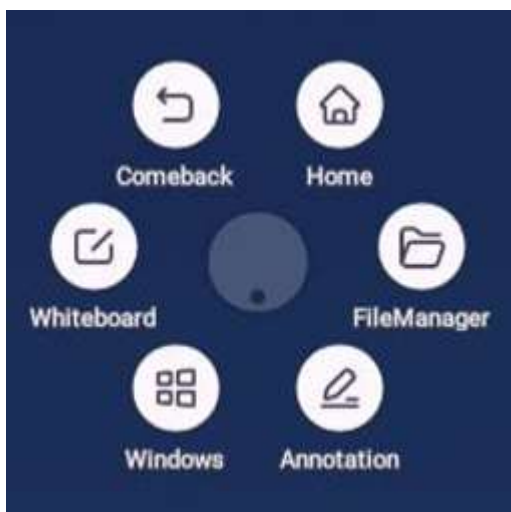 Comeback
Home
Whiteboard
FileManager
Windows
Annotation